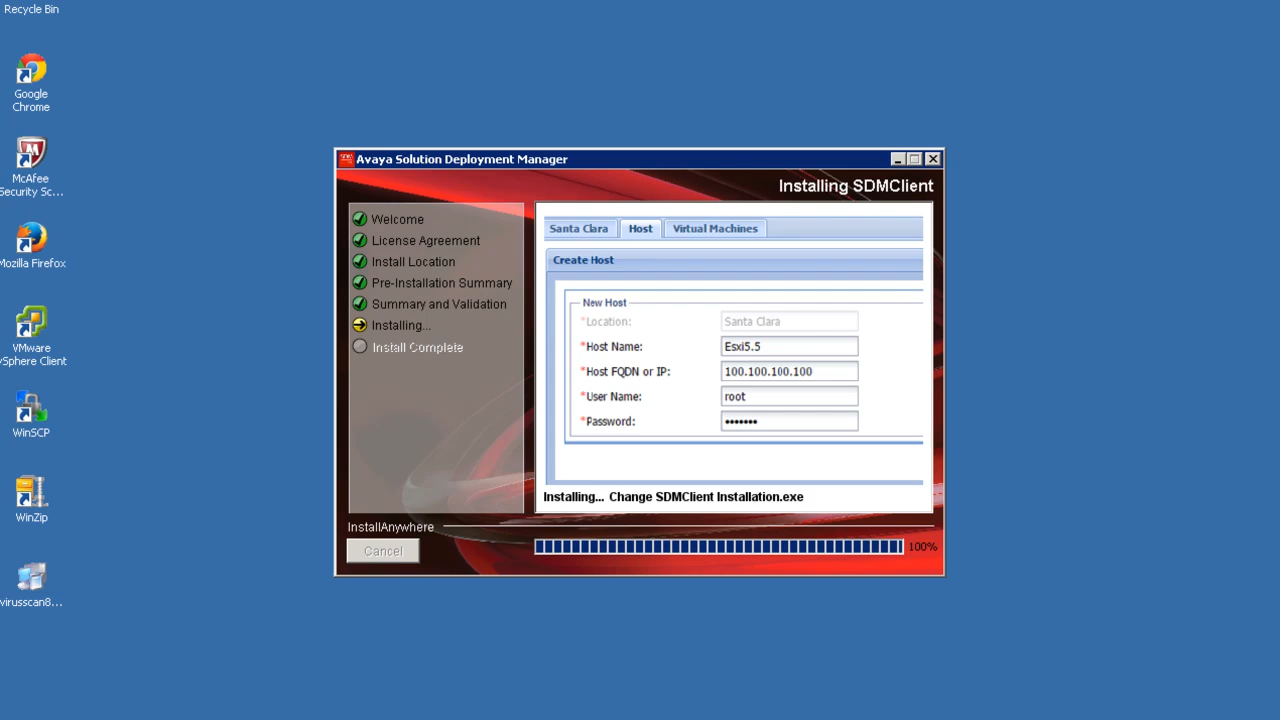 Recycle Bin
Google
Chrome
McAfee
Security Sc...
Mozilla Firefox
VMware
vSphere Client
WinSCP
WinZip
virusscan8...
Avaya Solution Deployment Manager
Installing SDMClient
Welcome
License Agreement
Install Location
Pre-Installation Summary
Summary and Validation
Installing...
Install Complete
Santa Clara Host Virtual Machines
Create Host
New Host
*Location: Santa Clara
*Host Name: Esxi5.5
*Host FQDN or IP: 100.100.100.100
*User Name: root
*Password: •••••••
Installing... Change SDMClient Installation.exe
InstallAnywhere
Cancel
100%